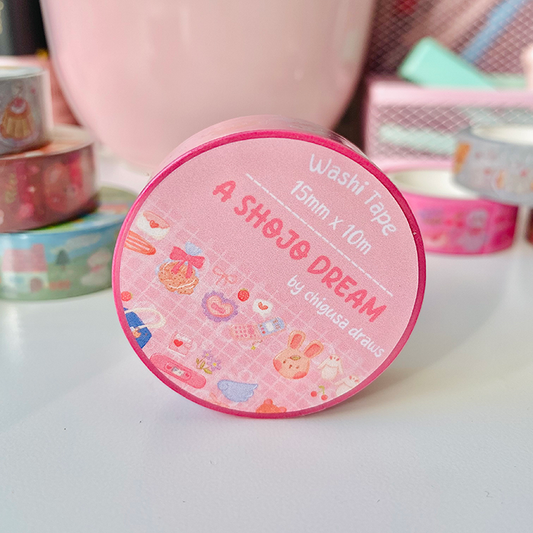 Washi Tape
15mm x 10m
A SHOJO DREAM
by chigusa draws